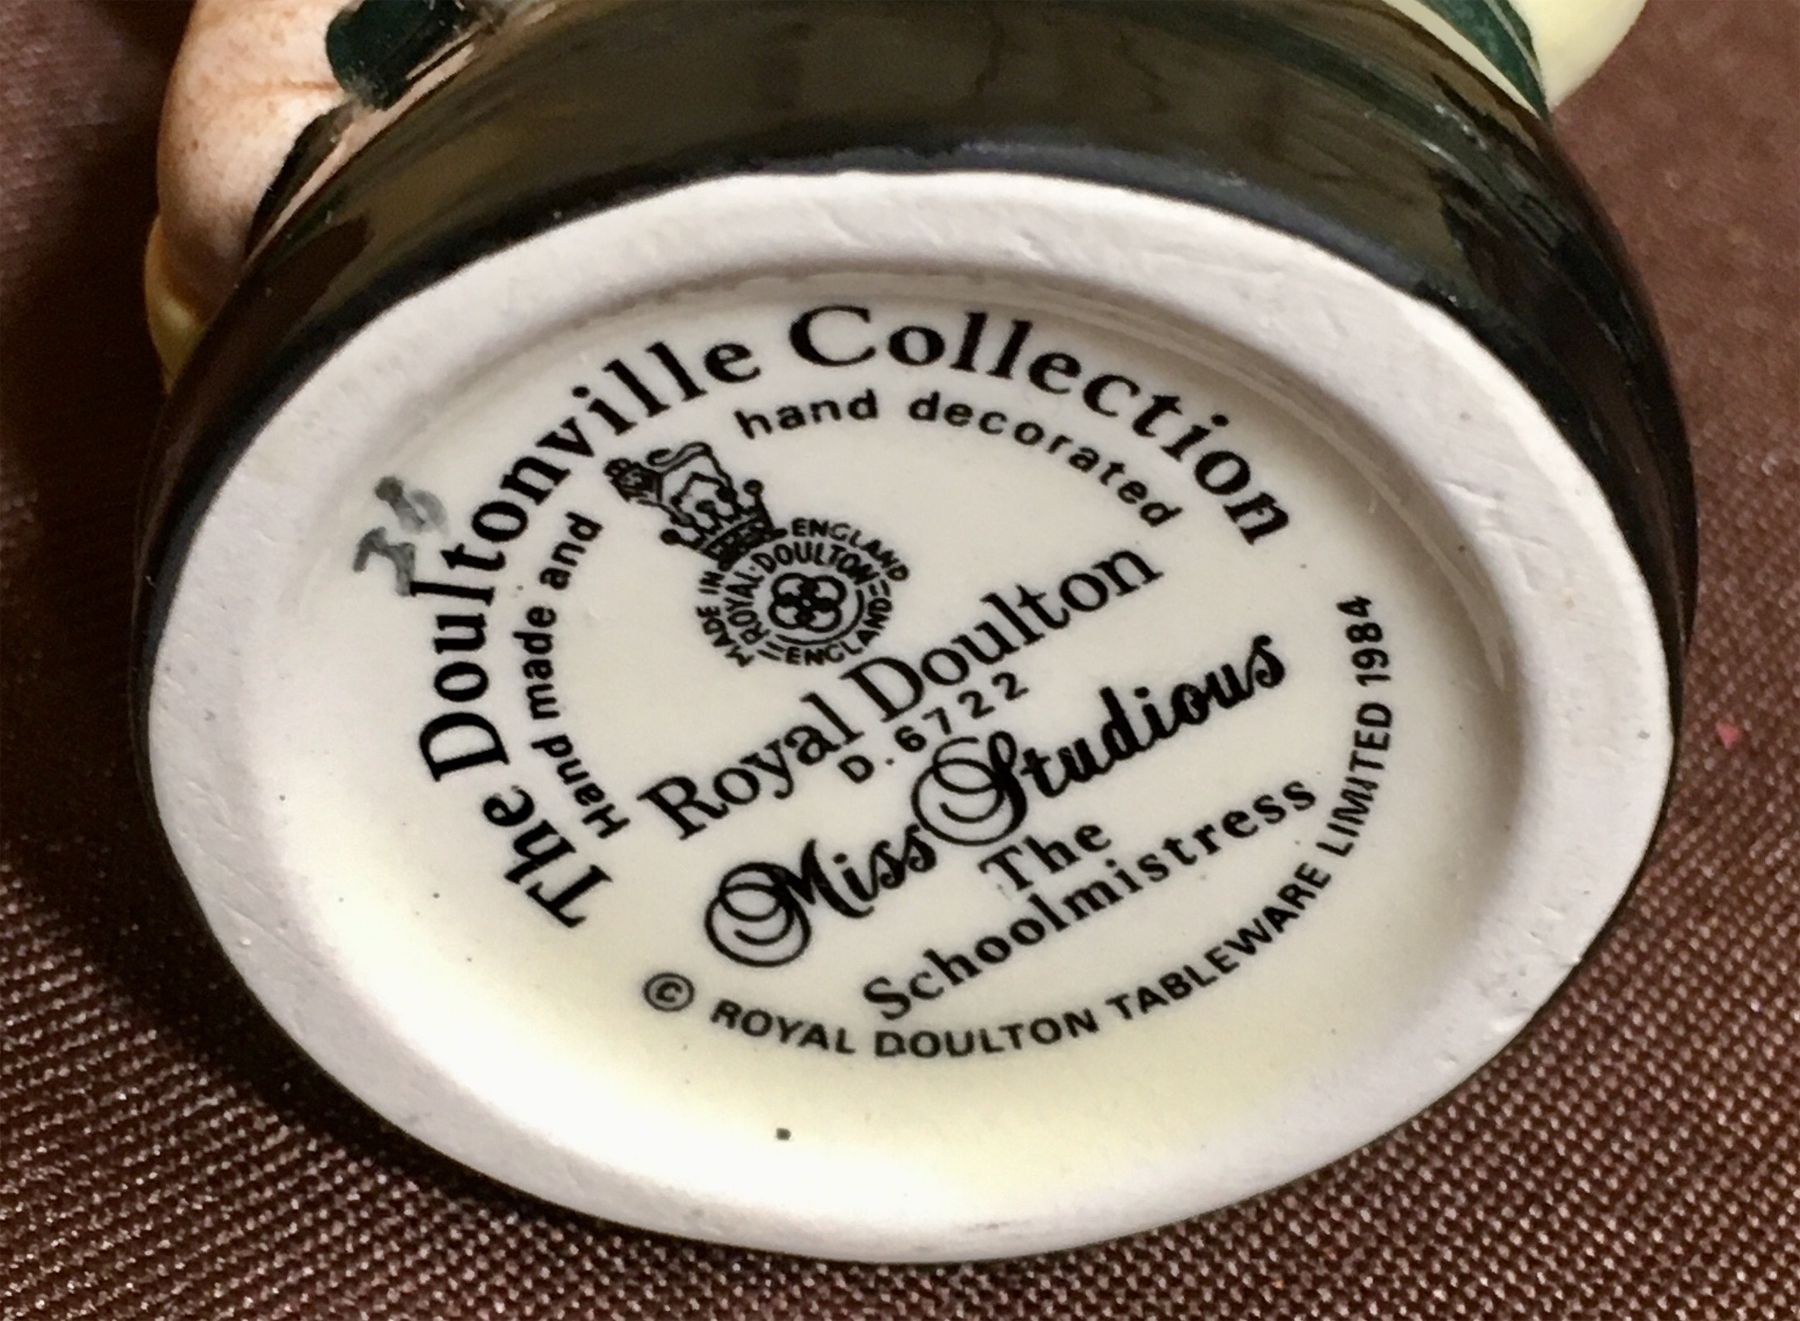 The Doultonville Collection
Hand made and hand decorated
MADE IN ENGLAND
ROYAL·DOULTON
ENGLAND
Royal Doulton
D.6722
Miss Studious
The
Schoolmistress
© ROYAL DOULTON TABLEWARE LIMITED 1984